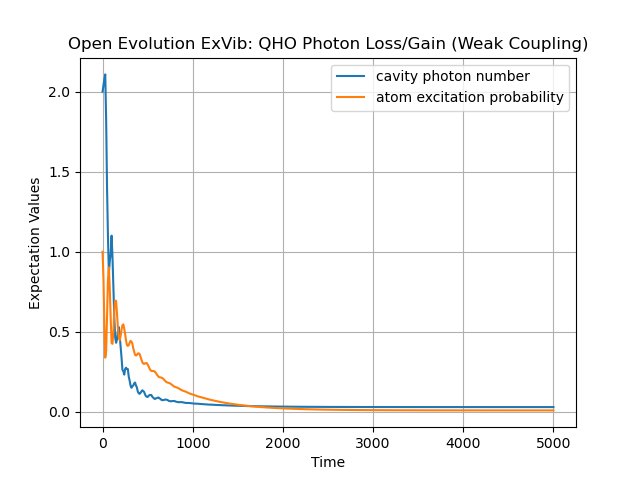 Open Evolution ExVib: QHO Photon Loss/Gain (Weak Coupling)
cavity photon number
atom excitation probability
Expectation Values
2.0
1.5
1.0
0.5
0.0
0 1000 2000 3000 4000 5000
Time